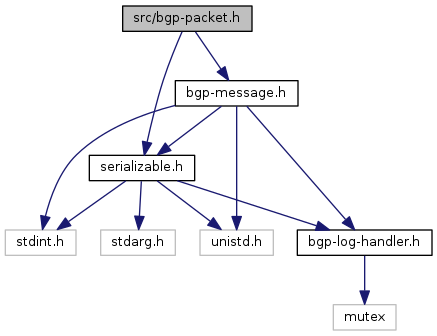 src/bgp-packet.h
bgp-message.h
serializable.h
stdint.h
stdarg.h
unistd.h
bgp-log-handler.h
mutex